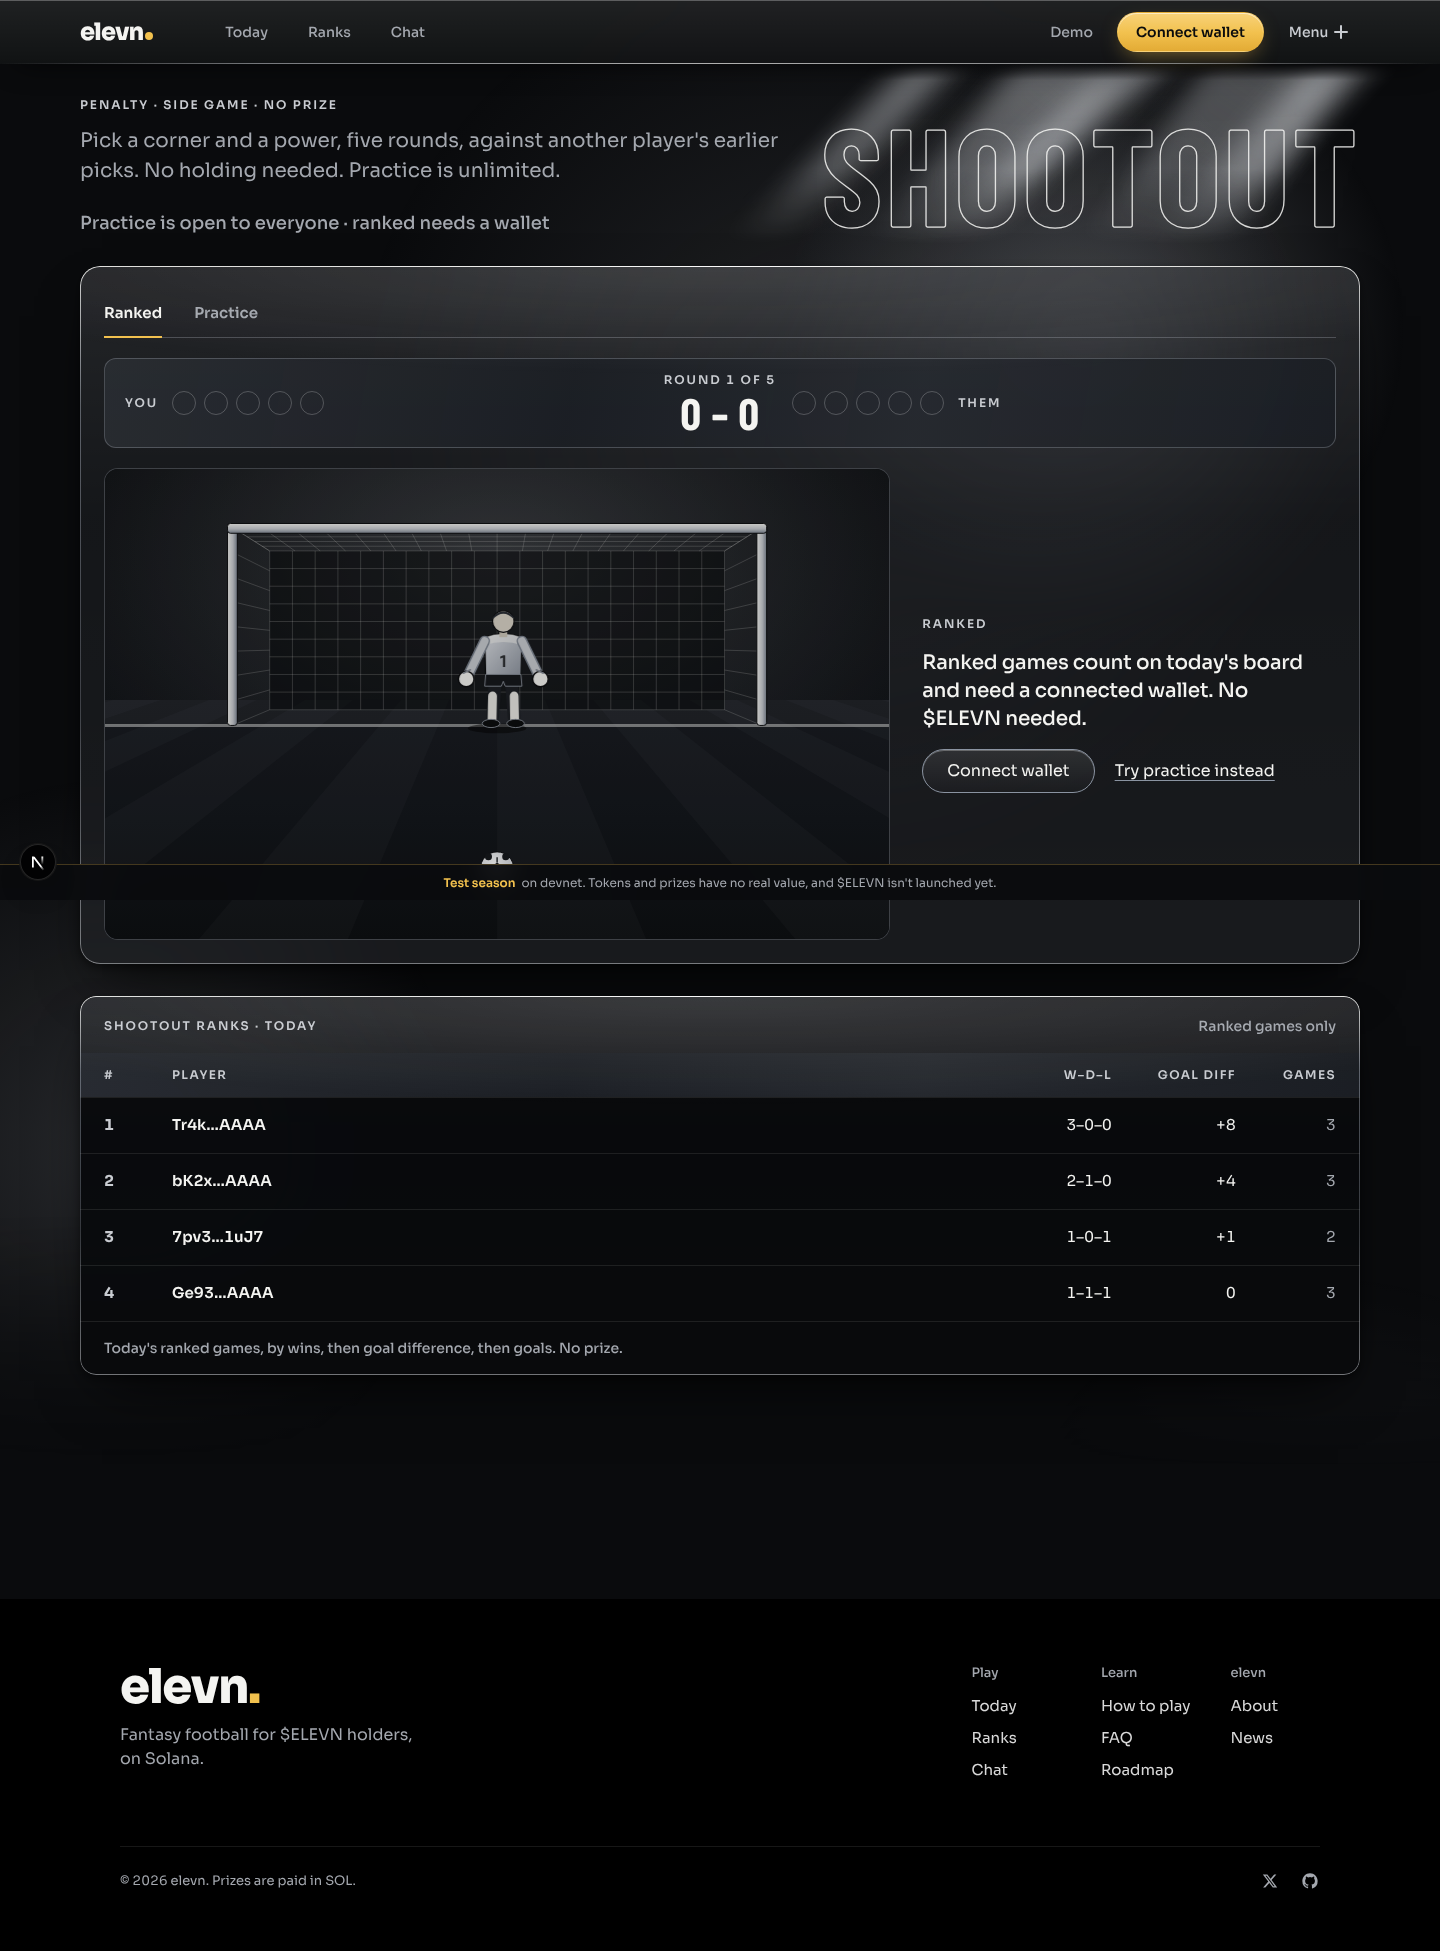 elevn.
Today Ranks Chat Demo Connect wallet Menu
PENALTY · SIDE GAME · NO PRIZE
Pick a corner and a power, five rounds, against another player's earlier
picks. No holding needed. Practice is unlimited.
Practice is open to everyone · ranked needs a wallet
SHOOTOUT
Ranked Practice
ROUND 1 OF 5
YOU 0 - 0 THEM
1
RANKED
Ranked games count on today's board
and need a connected wallet. No
$ELEVN needed.
Connect wallet Try practice instead
N
Test season on devnet. Tokens and prizes have no real value, and $ELEVN isn't launched yet.
SHOOTOUT RANKS · TODAY Ranked games only
# PLAYER W–D–L GOAL DIFF GAMES
1 Tr4k...AAAA 3–0–0 +8 3
2 bK2x...AAAA 2–1–0 +4 3
3 7pv3...1uJ7 1–0–1 +1 2
4 Ge93...AAAA 1–1–1 0 3
Today's ranked games, by wins, then goal difference, then goals. No prize.
elevn.
Fantasy football for $ELEVN holders,
on Solana.
Play Learn elevn
Today How to play About
Ranks FAQ News
Chat Roadmap
© 2026 elevn. Prizes are paid in SOL.